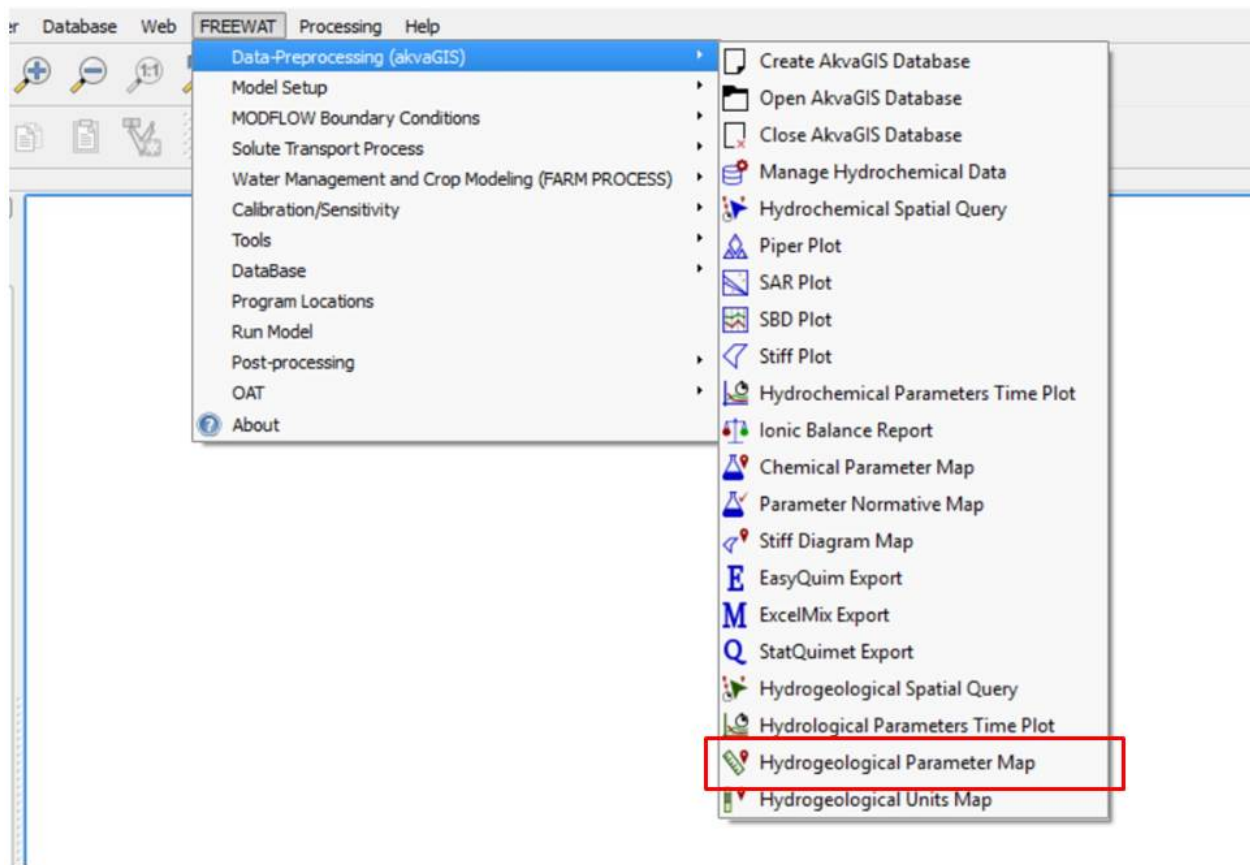 Database Web FREEWAT Processing Help
1:1
Data-Preprocessing (akvaGIS)
Model Setup
MODFLOW Boundary Conditions
Solute Transport Process
Water Management and Crop Modeling (FARM PROCESS)
Calibration/Sensitivity
Tools
DataBase
Program Locations
Run Model
Post-processing
OAT
About
Create AkvaGIS Database
Open AkvaGIS Database
Close AkvaGIS Database
Manage Hydrochemical Data
Hydrochemical Spatial Query
Piper Plot
SAR Plot
SBD Plot
Stiff Plot
Hydrochemical Parameters Time Plot
Ionic Balance Report
Chemical Parameter Map
Parameter Normative Map
Stiff Diagram Map
E EasyQuim Export
M ExcelMix Export
Q StatQuimet Export
Hydrogeological Spatial Query
Hydrological Parameters Time Plot
Hydrogeological Parameter Map
Hydrogeological Units Map